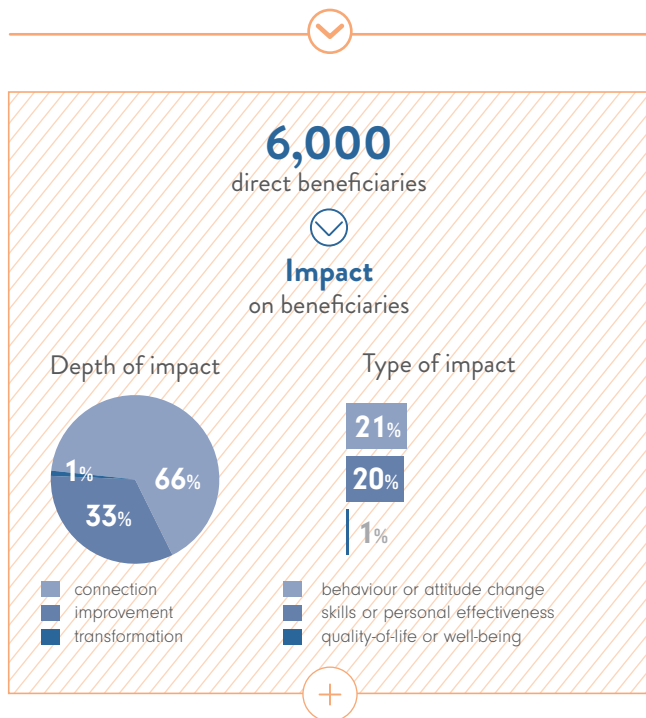 6,000
direct beneficiaries
Impact
on beneficiaries
Depth of impact
66%
33%
1%
connection
improvement
transformation
Type of impact
21%
20%
1%
behaviour or attitude change
skills or personal effectiveness
quality-of-life or well-being